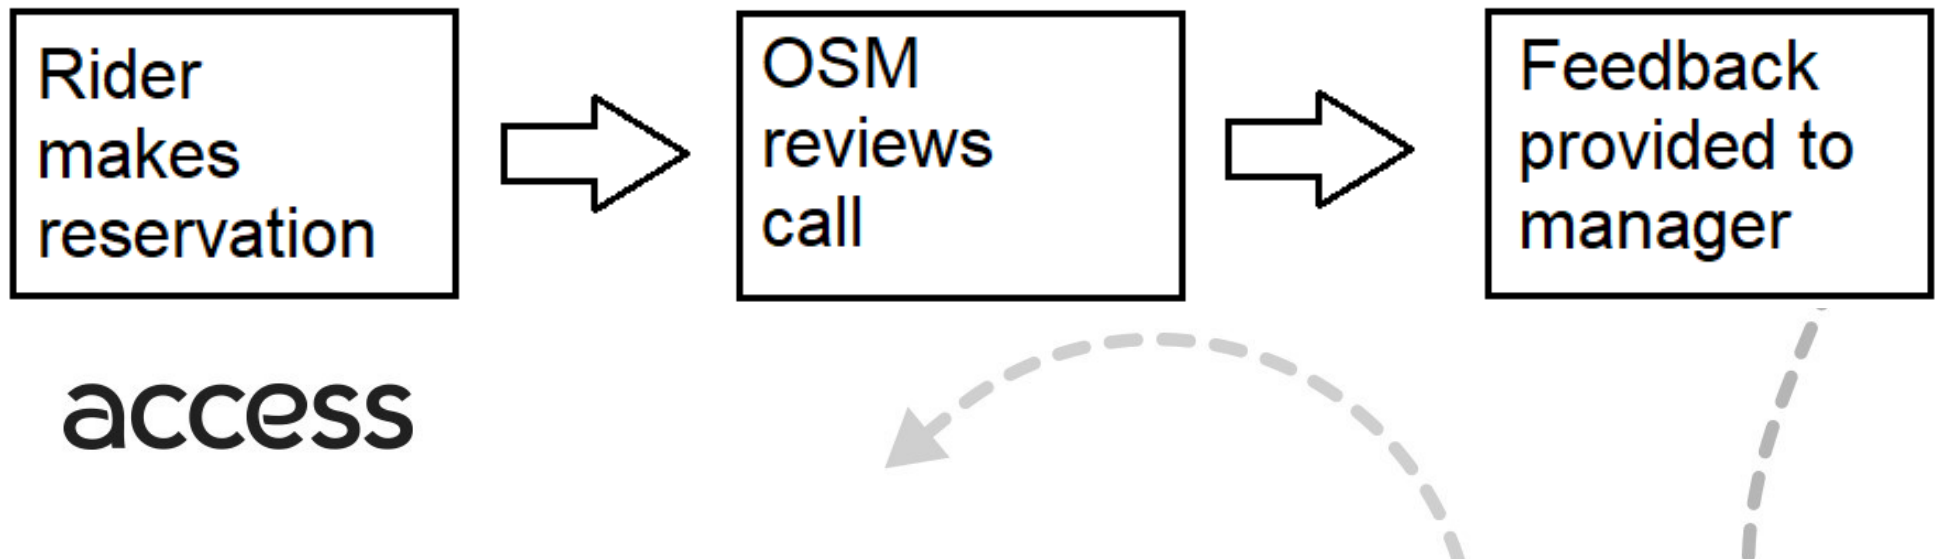 Rider
makes
reservation
OSM
reviews
call
Feedback
provided to
manager
access